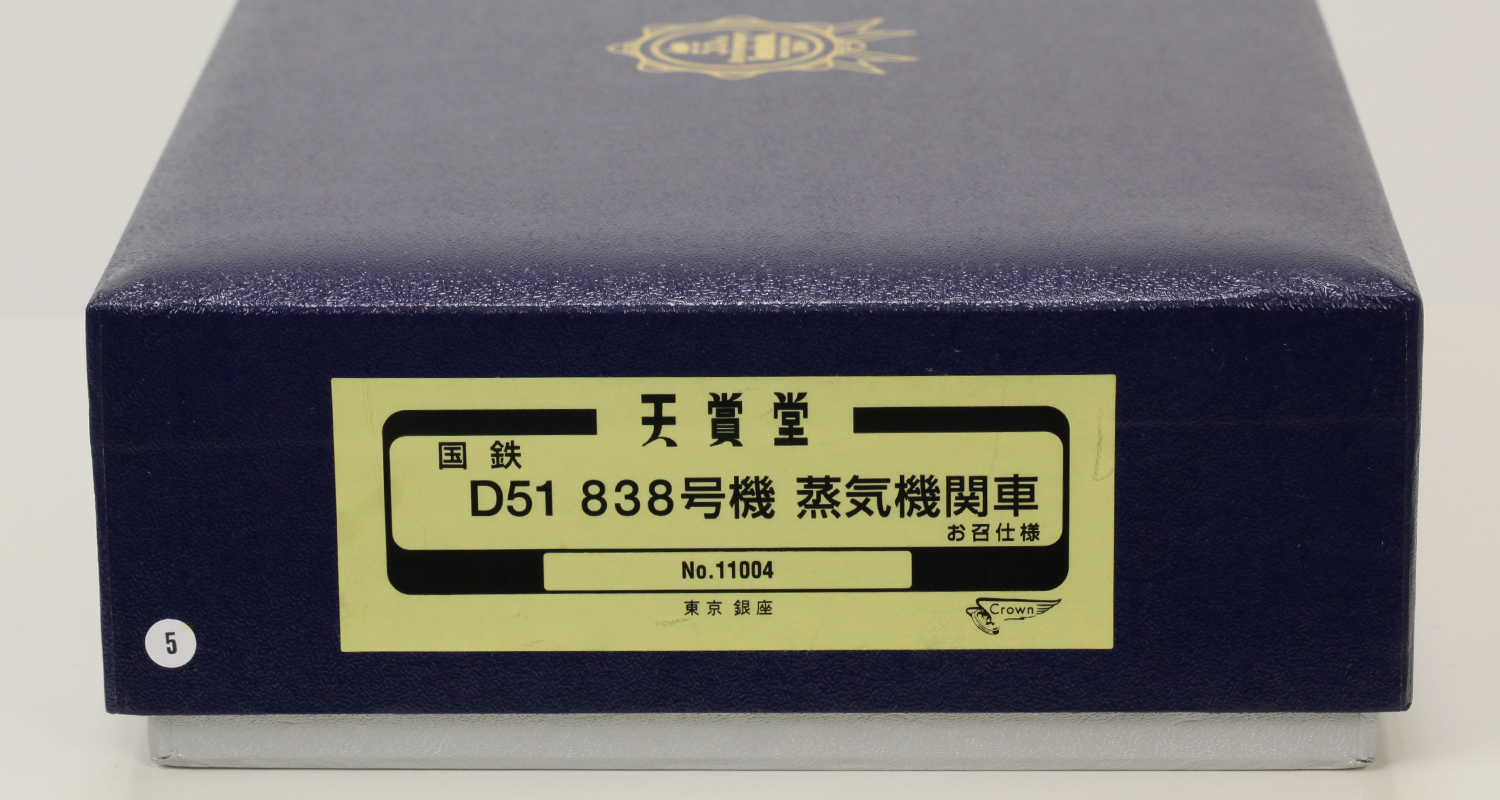 天賞堂
国鉄
D51 838号機 蒸気機関車
お召仕様
No.11004
東京 銀座
Crown
5